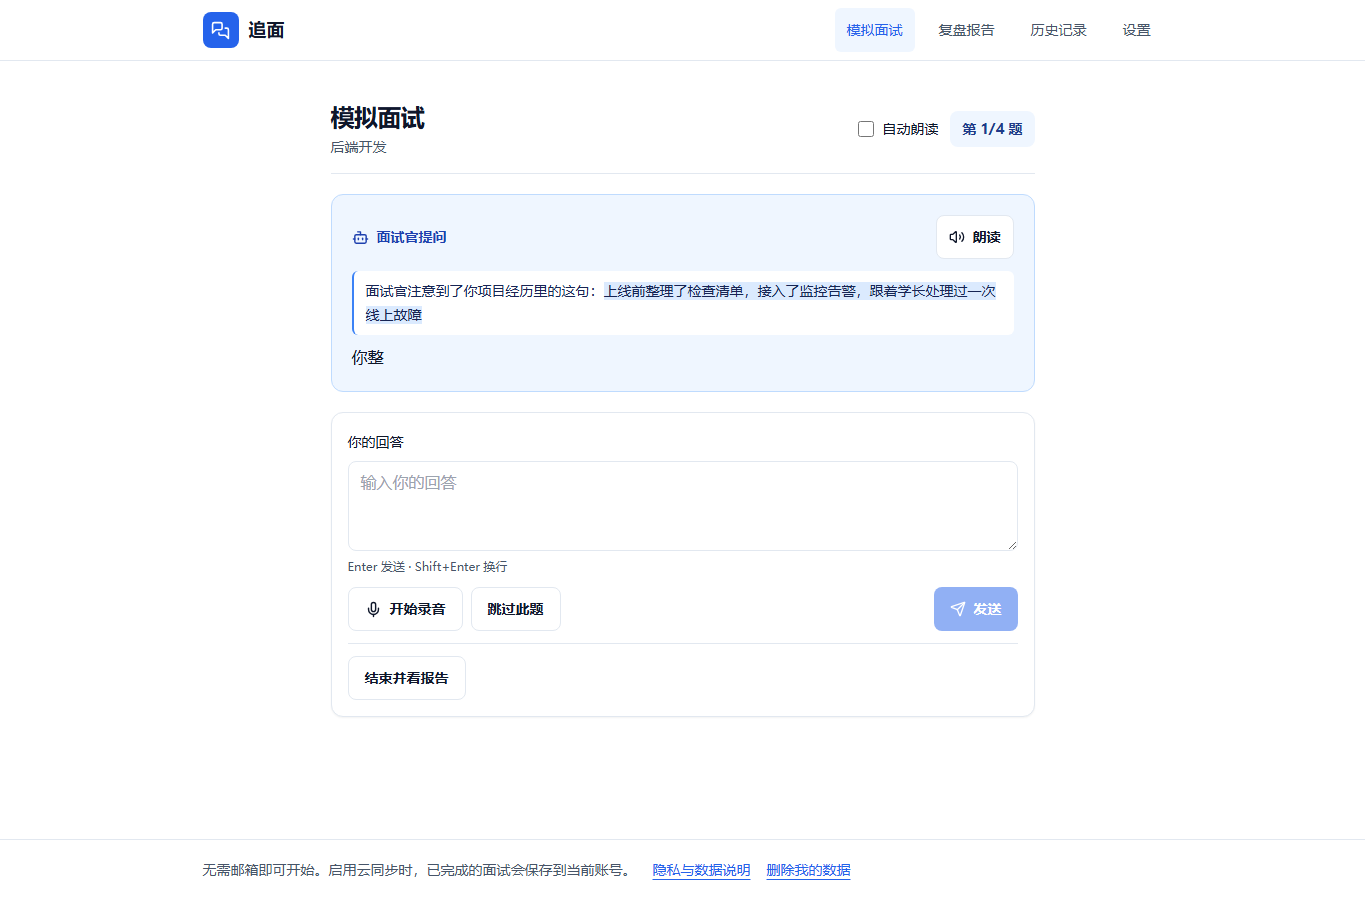 追面
模拟面试
复盘报告
历史记录
设置
模拟面试
后端开发
自动朗读
第 1/4 题
面试官提问
朗读
面试官注意到了你项目经历里的这句：上线前整理了检查清单，接入了监控告警，跟着学长处理过一次
线上故障
你整
你的回答
输入你的回答
Enter 发送 · Shift+Enter 换行
开始录音
跳过此题
发送
结束并看报告
无需邮箱即可开始。启用云同步时，已完成的面试会保存到当前账号。
隐私与数据说明
删除我的数据